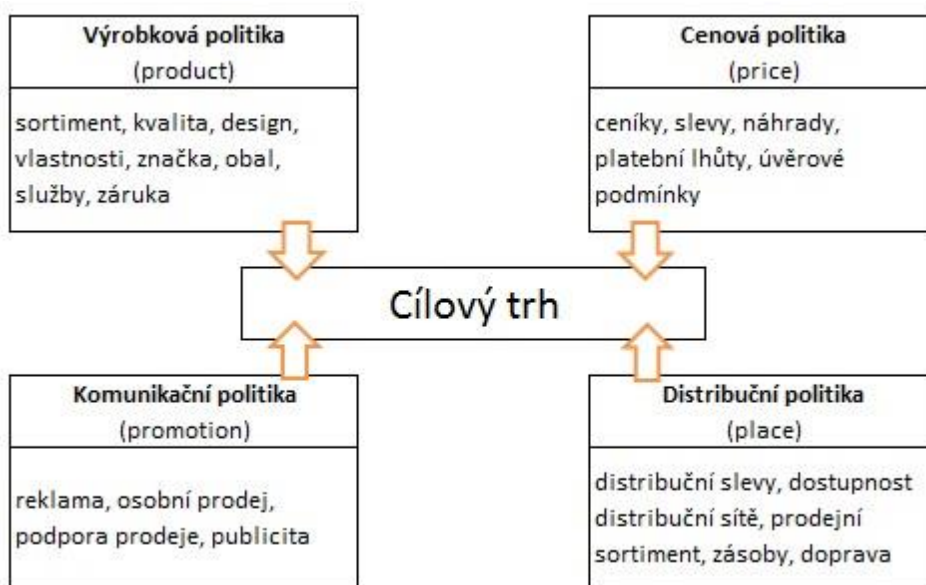 Výrobková politika
(product)
sortiment, kvalita, design,
vlastnosti, značka, obal,
služby, záruka
Cenová politika
(price)
ceníky, slevy, náhrady,
platební lhůty, úvěrové
podmínky
Cílový trh
Komunikační politika
(promotion)
reklama, osobní prodej,
podpora prodeje, publicita
Distribuční politika
(place)
distribuční slevy, dostupnost
distribuční sítě, prodejní
sortiment, zásoby, doprava